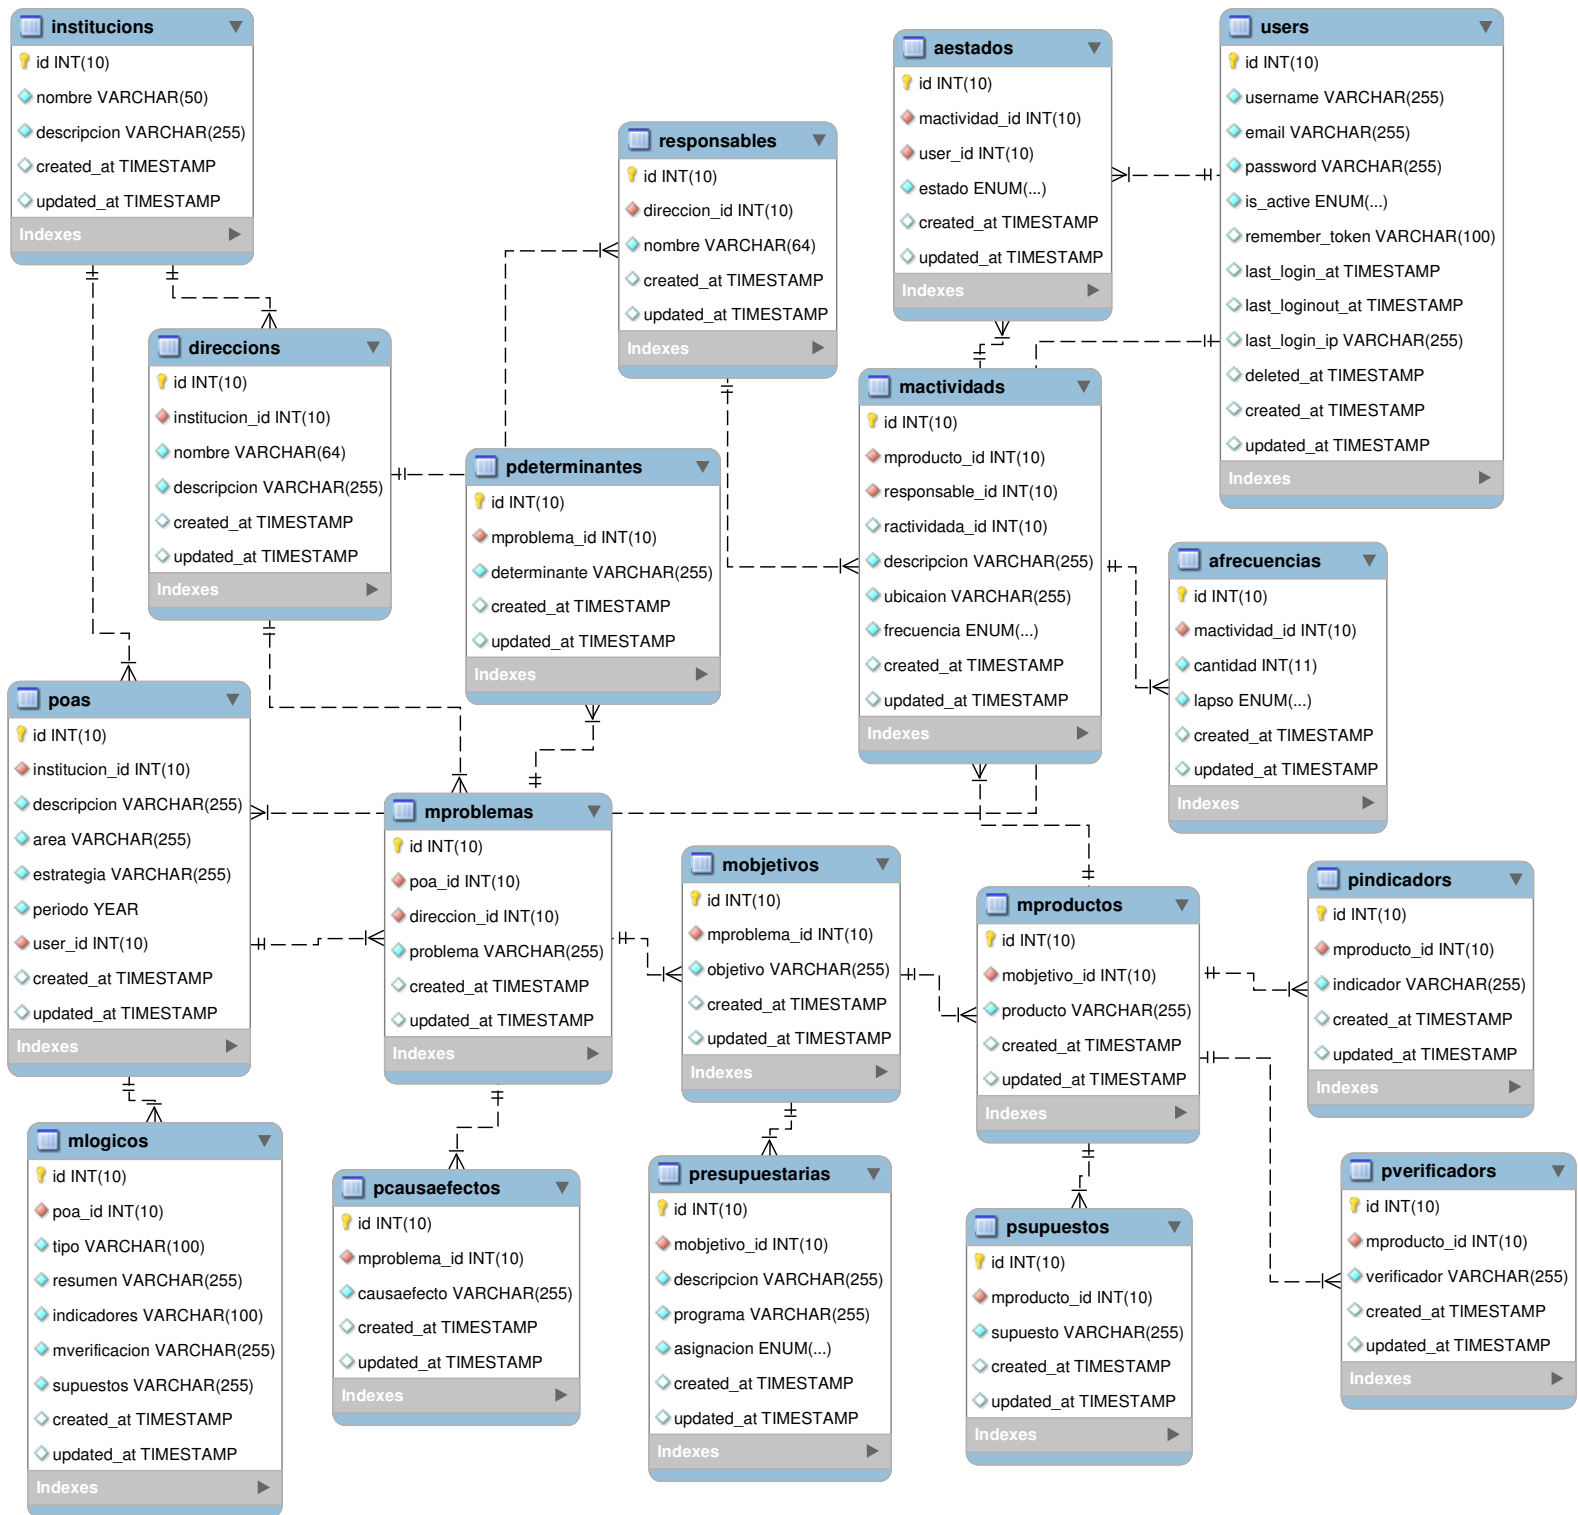 institucions
id INT(10)
nombre VARCHAR(50)
descripcion VARCHAR(255)
created_at TIMESTAMP
updated_at TIMESTAMP
Indexes
direccions
id INT(10)
institucion_id INT(10)
nombre VARCHAR(64)
descripcion VARCHAR(255)
created_at TIMESTAMP
updated_at TIMESTAMP
Indexes
responsables
id INT(10)
direccion_id INT(10)
nombre VARCHAR(64)
created_at TIMESTAMP
updated_at TIMESTAMP
Indexes
aestados
id INT(10)
mactividad_id INT(10)
user_id INT(10)
estado ENUM(...)
created_at TIMESTAMP
updated_at TIMESTAMP
Indexes
users
id INT(10)
username VARCHAR(255)
email VARCHAR(255)
password VARCHAR(255)
is_active ENUM(...)
remember_token VARCHAR(100)
last_login_at TIMESTAMP
last_loginout_at TIMESTAMP
last_login_ip VARCHAR(255)
deleted_at TIMESTAMP
created_at TIMESTAMP
updated_at TIMESTAMP
Indexes
pdeterminantes
id INT(10)
mproblema_id INT(10)
determinante VARCHAR(255)
created_at TIMESTAMP
updated_at TIMESTAMP
Indexes
mactividads
id INT(10)
mproducto_id INT(10)
responsable_id INT(10)
ractividada_id INT(10)
descripcion VARCHAR(255)
ubicaion VARCHAR(255)
frecuencia ENUM(...)
created_at TIMESTAMP
updated_at TIMESTAMP
Indexes
afrecuencias
id INT(10)
mactividad_id INT(10)
cantidad INT(11)
lapso ENUM(...)
created_at TIMESTAMP
updated_at TIMESTAMP
Indexes
poas
id INT(10)
institucion_id INT(10)
descripcion VARCHAR(255)
area VARCHAR(255)
estrategia VARCHAR(255)
periodo YEAR
user_id INT(10)
created_at TIMESTAMP
updated_at TIMESTAMP
Indexes
mproblemas
id INT(10)
poa_id INT(10)
direccion_id INT(10)
problema VARCHAR(255)
created_at TIMESTAMP
updated_at TIMESTAMP
Indexes
mobjetivos
id INT(10)
mproblema_id INT(10)
objetivo VARCHAR(255)
created_at TIMESTAMP
updated_at TIMESTAMP
Indexes
mproductos
id INT(10)
mobjetivo_id INT(10)
producto VARCHAR(255)
created_at TIMESTAMP
updated_at TIMESTAMP
Indexes
pindicadors
id INT(10)
mproducto_id INT(10)
indicador VARCHAR(255)
created_at TIMESTAMP
updated_at TIMESTAMP
Indexes
mlogicos
id INT(10)
poa_id INT(10)
tipo VARCHAR(100)
resumen VARCHAR(255)
indicadores VARCHAR(100)
mverificacion VARCHAR(255)
supuestos VARCHAR(255)
created_at TIMESTAMP
updated_at TIMESTAMP
Indexes
pcausaefectos
id INT(10)
mproblema_id INT(10)
causaefecto VARCHAR(255)
created_at TIMESTAMP
updated_at TIMESTAMP
Indexes
presupuestarias
id INT(10)
mobjetivo_id INT(10)
descripcion VARCHAR(255)
programa VARCHAR(255)
asignacion ENUM(...)
created_at TIMESTAMP
updated_at TIMESTAMP
Indexes
psupuestos
id INT(10)
mproducto_id INT(10)
supuesto VARCHAR(255)
created_at TIMESTAMP
updated_at TIMESTAMP
Indexes
pverificadors
id INT(10)
mproducto_id INT(10)
verificador VARCHAR(255)
created_at TIMESTAMP
updated_at TIMESTAMP
Indexes